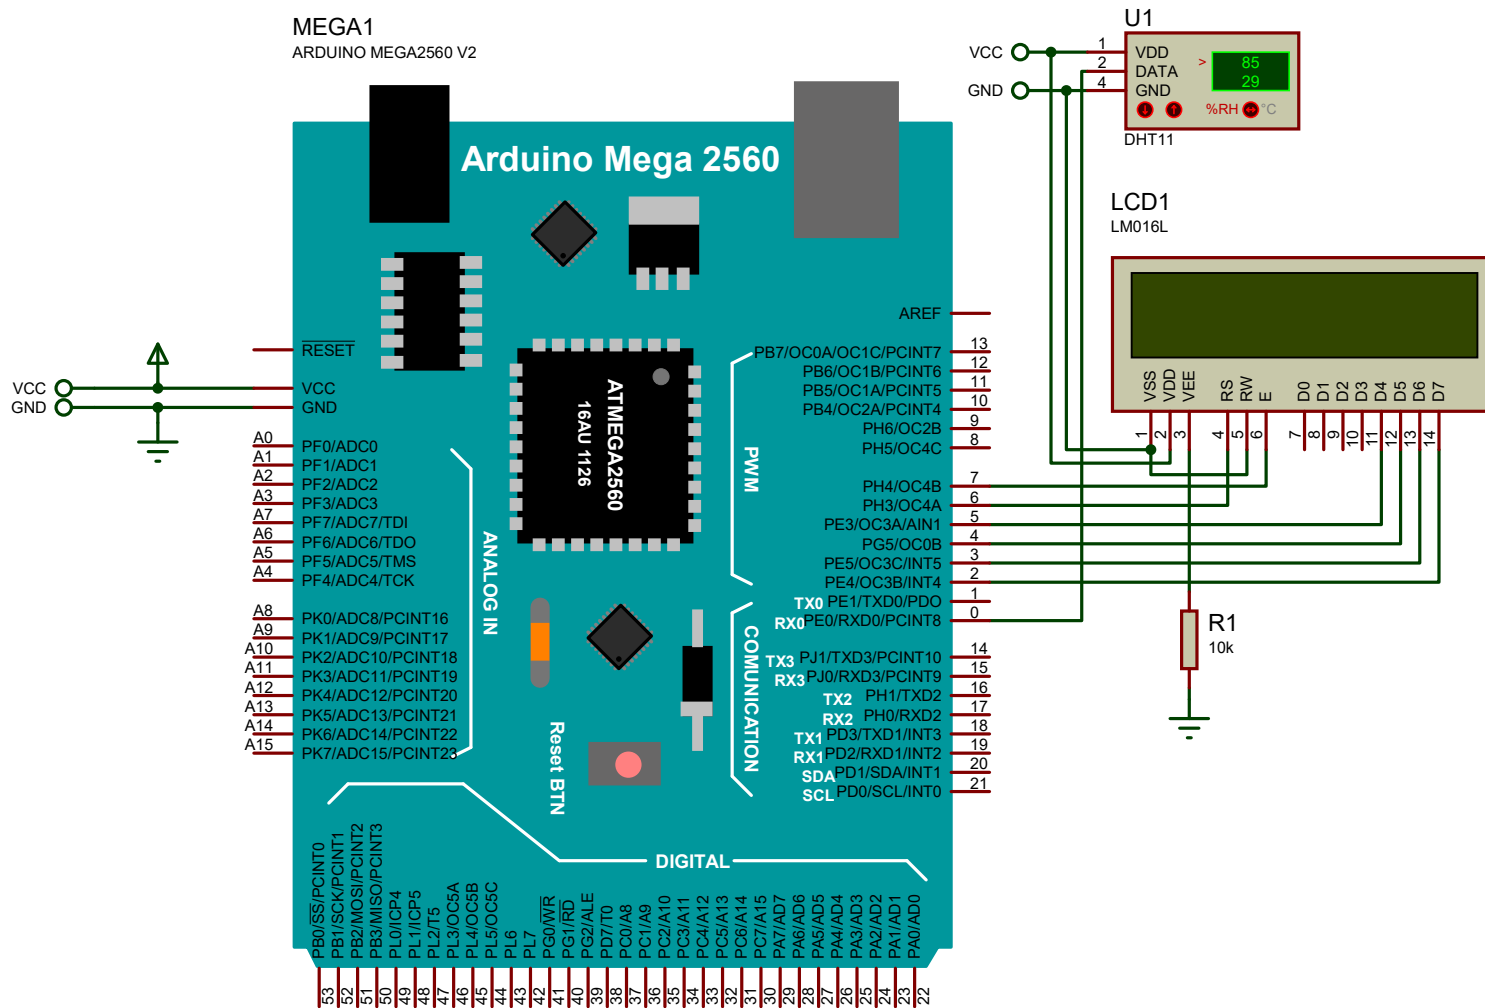 MEGA1
ARDUINO MEGA2560 V2
Arduino Mega 2560
ATMEGA2560
16AU 1126
RESET
VCC
GND
VCC
GND
A0 PF0/ADC0
A1 PF1/ADC1
A2 PF2/ADC2
A3 PF3/ADC3
A7 PF7/ADC7/TDI
A6 PF6/ADC6/TDO
A5 PF5/ADC5/TMS
A4 PF4/ADC4/TCK
A8 PK0/ADC8/PCINT16
A9 PK1/ADC9/PCINT17
A10 PK2/ADC10/PCINT18
A11 PK3/ADC11/PCINT19
A12 PK4/ADC12/PCINT20
A13 PK5/ADC13/PCINT21
A14 PK6/ADC14/PCINT22
A15 PK7/ADC15/PCINT23
ANALOG IN
Reset BTN
PWM
COMUNICATION
AREF
PB7/OC0A/OC1C/PCINT7 13
PB6/OC1B/PCINT6 12
PB5/OC1A/PCINT5 11
PB4/OC2A/PCINT4 10
PH6/OC2B 9
PH5/OC4C 8
PH4/OC4B 7
PH3/OC4A 6
PE3/OC3A/AIN1 5
PG5/OC0B 4
PE5/OC3C/INT5 3
PE4/OC3B/INT4 2
TX0 PE1/TXD0/PDO 1
RX0 PE0/RXD0/PCINT8 0
TX3 PJ1/TXD3/PCINT10 14
RX3 PJ0/RXD3/PCINT9 15
TX2 PH1/TXD2 16
RX2 PH0/RXD2 17
TX1 PD3/TXD1/INT3 18
RX1 PD2/RXD1/INT2 19
SDA PD1/SDA/INT1 20
SCL PD0/SCL/INT0 21
DIGITAL
PB0/SS/PCINT0 53
PB1/SCK/PCINT1 52
PB2/MOSI/PCINT2 51
PB3/MISO/PCINT3 50
PL0/ICP4 49
PL1/ICP5 48
PL2/T5 47
PL3/OC5A 46
PL4/OC5B 45
PL5/OC5C 44
PL6 43
PL7 42
PG0/WR 41
PG1/RD 40
PG2/ALE 39
PD7/T0 38
PC0/A8 37
PC1/A9 36
PC2/A10 35
PC3/A11 34
PC4/A12 33
PC5/A13 32
PC6/A14 31
PC7/A15 30
PA7/AD7 29
PA6/AD6 28
PA5/AD5 27
PA4/AD4 26
PA3/AD3 25
PA2/AD2 24
PA1/AD1 23
PA0/AD0 22
U1
VCC 1 VDD
2 DATA
GND 4 GND
> 85
29
%RH °C
DHT11
LCD1
LM016L
VSS 1
VDD 2
VEE 3
RS 4
RW 5
E 6
D0 7
D1 8
D2 9
D3 10
D4 11
D5 12
D6 13
D7 14
R1
10k